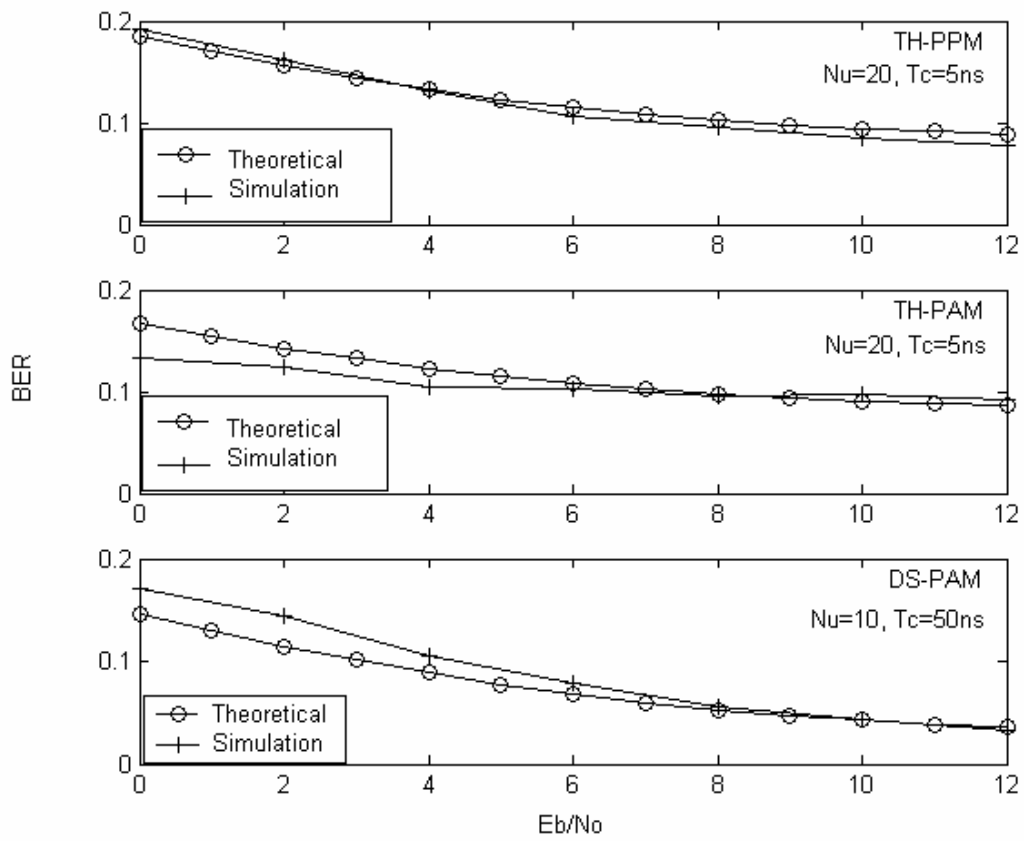 0.2
0.1
0
TH-PPM
Nu=20, Tc=5ns
Theoretical
Simulation
0 2 4 6 8 10 12
0.2
0.1
0
TH-PAM
Nu=20, Tc=5ns
Theoretical
Simulation
0 2 4 6 8 10 12
BER
0.2
0.1
0
DS-PAM
Nu=10, Tc=50ns
Theoretical
Simulation
0 2 4 6 8 10 12
Eb/No